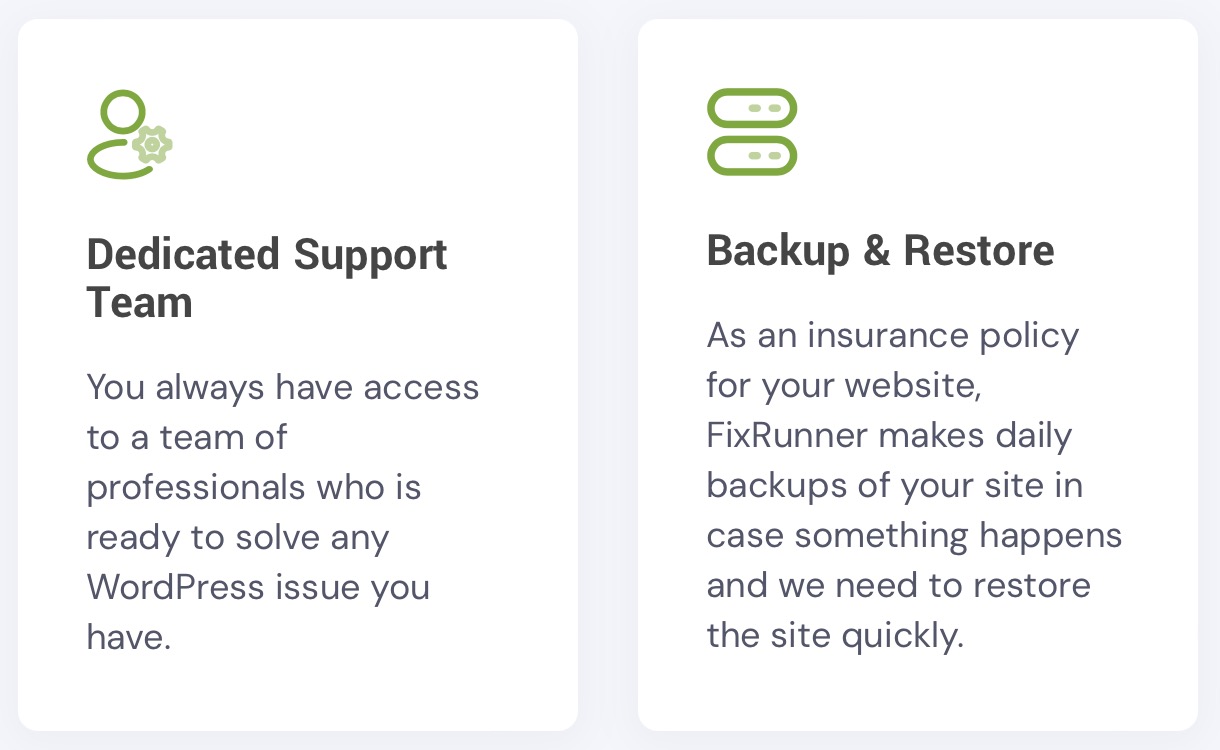 Dedicated Support
Team
You always have access
to a team of
professionals who is
ready to solve any
WordPress issue you
have.
Backup & Restore
As an insurance policy
for your website,
FixRunner makes daily
backups of your site in
case something happens
and we need to restore
the site quickly.